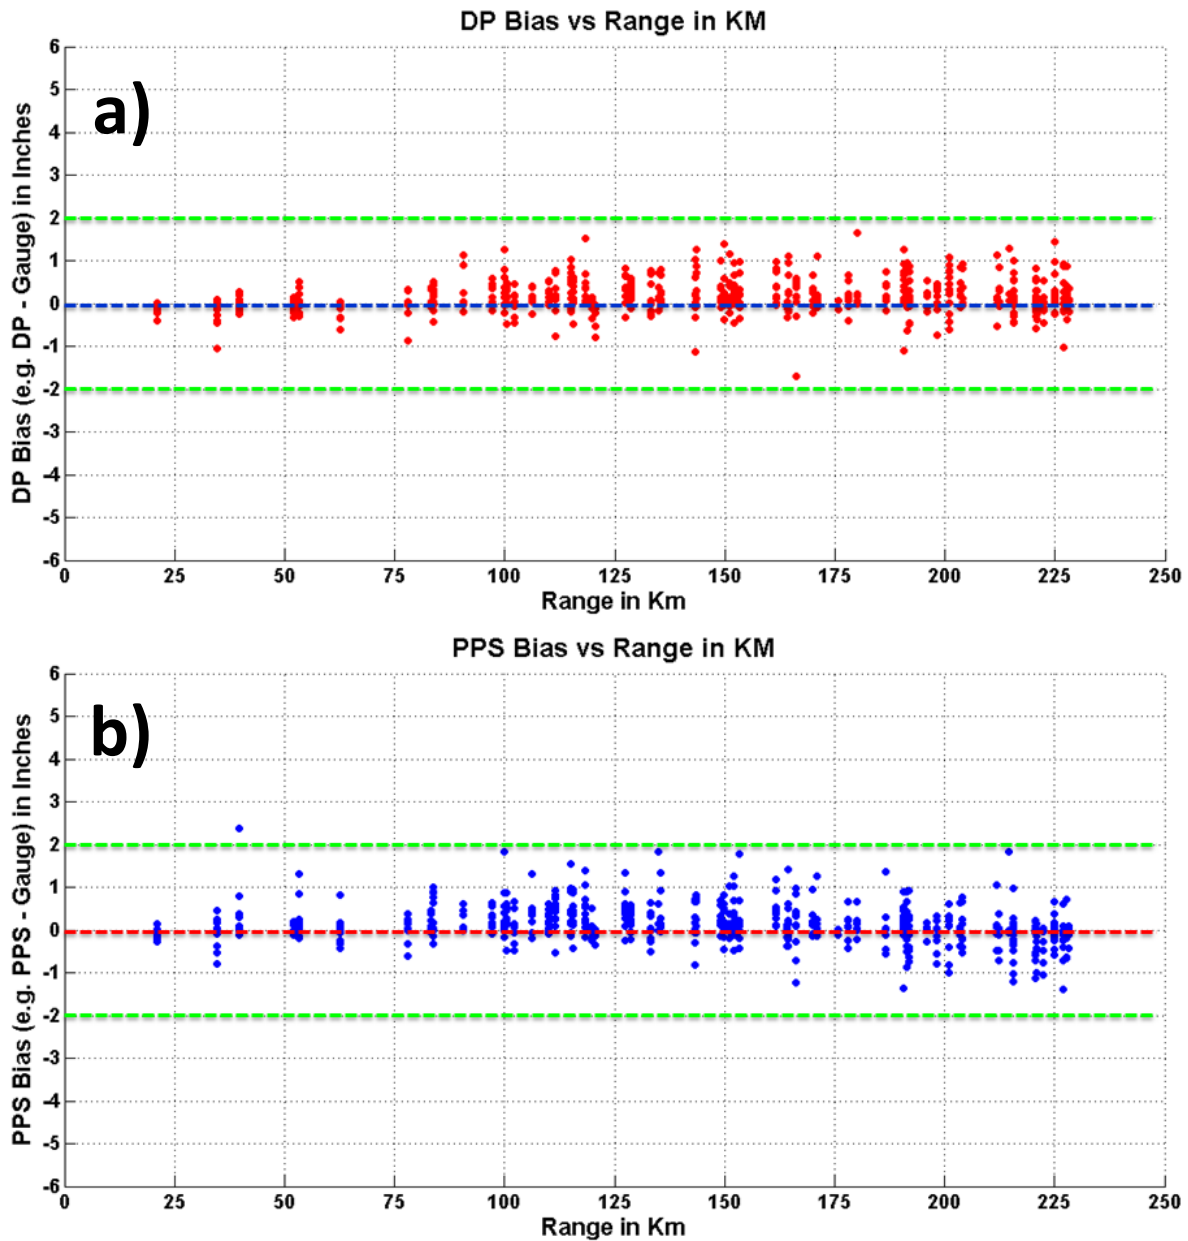 DP Bias vs Range in KM
a)
DP Bias (e.g. DP - Gauge) in Inches
6
5
4
3
2
1
0
-1
-2
-3
-4
-5
-6
0 25 50 75 100 125 150 175 200 225 250
Range in Km
PPS Bias vs Range in KM
b)
PPS Bias (e.g. PPS - Gauge) in Inches
6
5
4
3
2
1
0
-1
-2
-3
-4
-5
-6
0 25 50 75 100 125 150 175 200 225 250
Range in Km